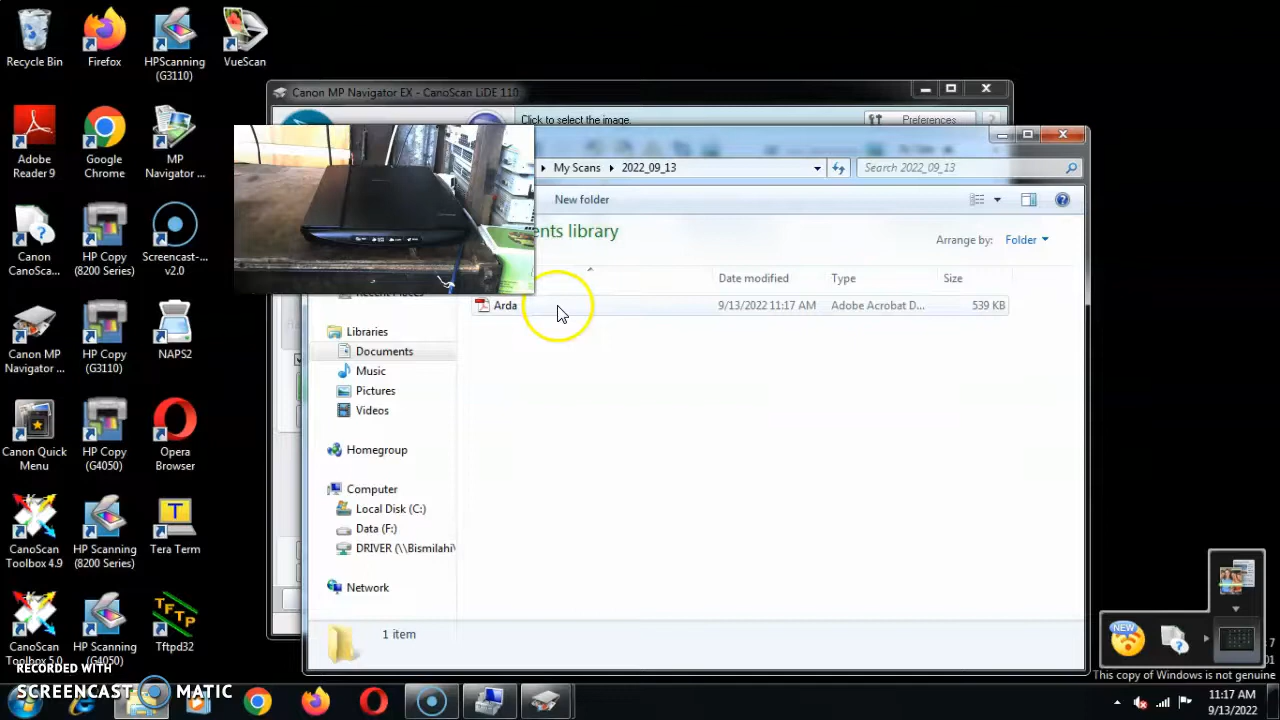 Recycle Bin
Firefox
HPScanning
(G3110)
VueScan
Adobe
Reader 9
Google
Chrome
MP
Navigator ...
Canon
CanoSca...
HP Copy
(8200 Series)
Screencast-...
v2.0
Canon MP
Navigator ...
HP Copy
(G3110)
NAPS2
Canon Quick
Menu
HP Copy
(G4050)
Opera
Browser
CanoScan
Toolbox 4.9
HP Scanning
(8200 Series)
Tera Term
CanoScan
Toolbox 5.0
HP Scanning
(G4050)
Tftpd32
Canon MP Navigator EX - CanoScan LiDE 110
Click to select the image.
Preferences
My Scans
2022_09_13
Search 2022_09_13
New folder
ents library
Arrange by:
Folder
Date modified
Type
Size
Arda
9/13/2022 11:17 AM
Adobe Acrobat D...
539 KB
Recent Places
Libraries
Documents
Music
Pictures
Videos
Homegroup
Computer
Local Disk (C:)
Data (F:)
DRIVER (\\Bismilahi
Network
1 item
NEW
7
01
This copy of Windows is not genuine
RECORDED WITH
SCREENCAST MATIC
11:17 AM
9/13/2022